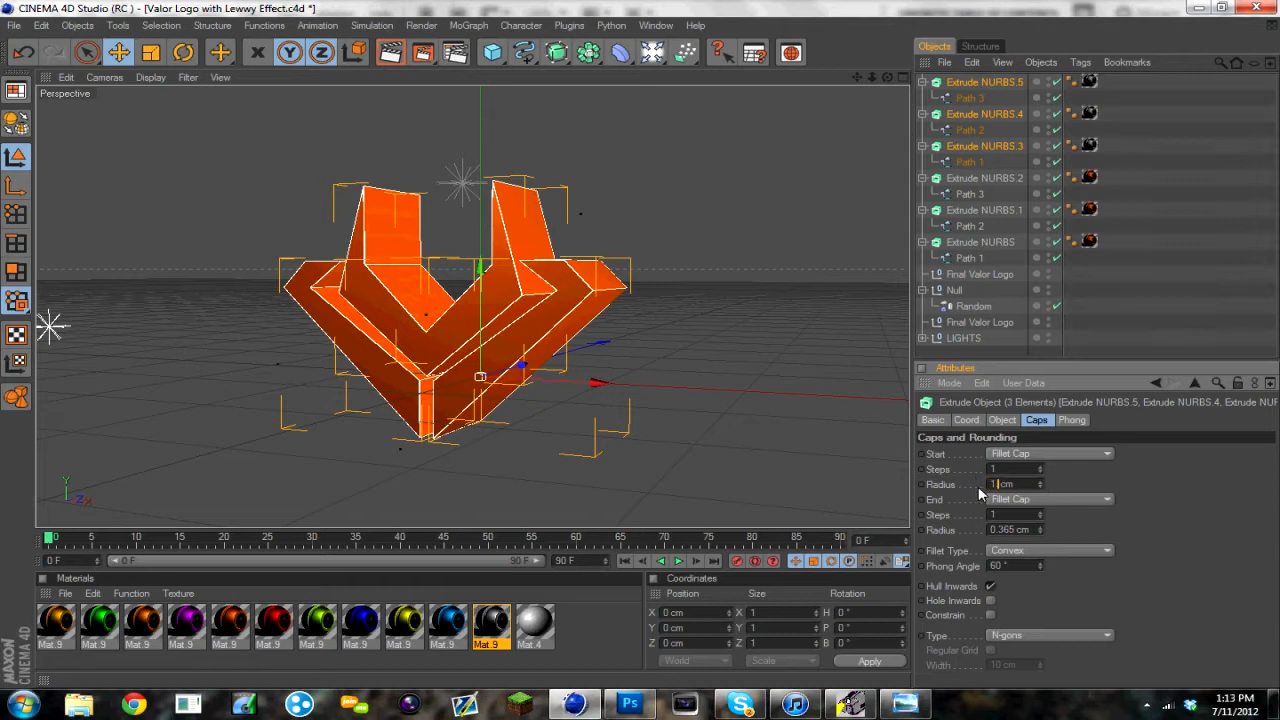 CINEMA 4D Studio (RC ) - [Valor Logo with Lewwy Effect.c4d *]
File Edit Objects Tools Selection Structure Functions Animation Simulation Render MoGraph Character Plugins Python Window Help
Edit Cameras Display Filter View
Perspective
Y
Z X
0 5 10 15 20 25 30 35 40 45 50 55 60 65 70 75 80 85 90 0 F
0 F 0 F 90 F 90 F
Materials
File Edit Function Texture
Mat.9 Mat.9 Mat.9 Mat.9 Mat.9 Mat.9 Mat.9 Mat.9 Mat.9 Mat.9 Mat.9 Mat.4
Coordinates
Position Size Rotation
X 0 cm X 1 H 0 °
Y 0 cm Y 1 P 0 °
Z 0 cm Z 1 B 0 °
World Scale Apply
Objects Structure
File Edit View Objects Tags Bookmarks
Extrude NURBS.5
Path 3
Extrude NURBS.4
Path 2
Extrude NURBS.3
Path 1
Extrude NURBS.2
Path 3
Extrude NURBS.1
Path 2
Extrude NURBS
Path 1
Final Valor Logo
Null
Random
Final Valor Logo
LIGHTS
Attributes
Mode Edit User Data
Extrude Object (3 Elements) [Extrude NURBS.5, Extrude NURBS.4, Extrude NUR
Basic Coord Object Caps Phong
Caps and Rounding
Start Fillet Cap
Steps 1
Radius 1 cm
End Fillet Cap
Steps 1
Radius 0.365 cm
Fillet Type Convex
Phong Angle 60 °
Hull Inwards
Hole Inwards
Constrain
Type N-gons
Regular Grid
Width 10 cm
MAXON
CINEMA 4D
Ps
1:13 PM
7/11/2012